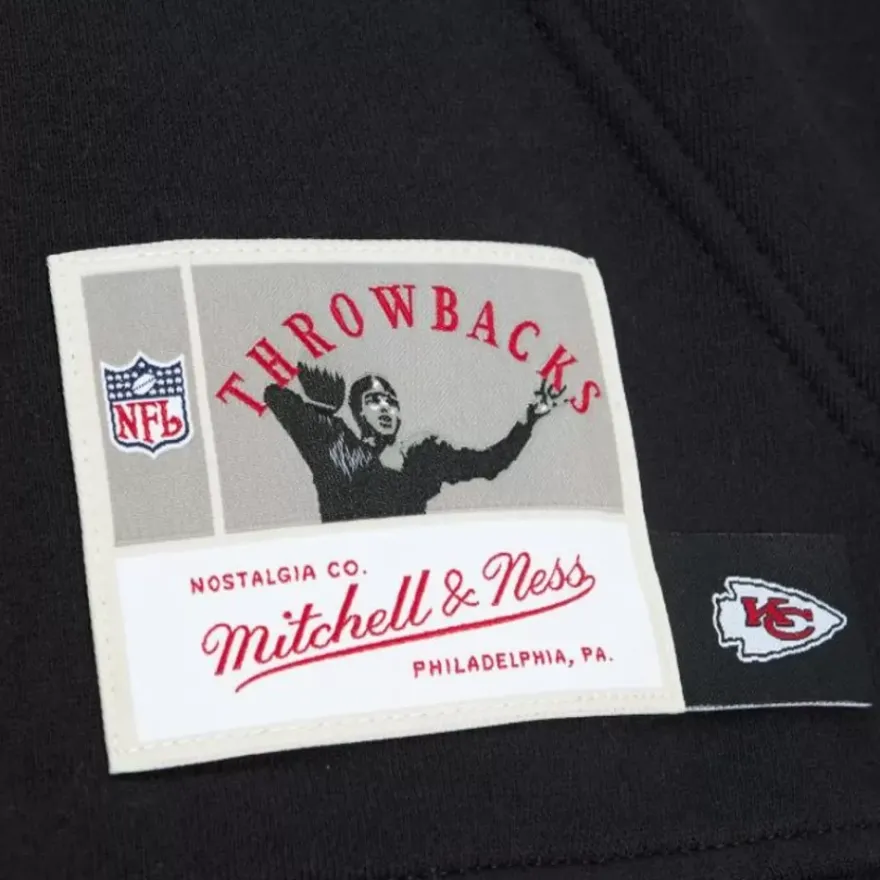 THROWBACKS
NFL
NOSTALGIA CO.
Mitchell & Ness
PHILADELPHIA, PA.
KC